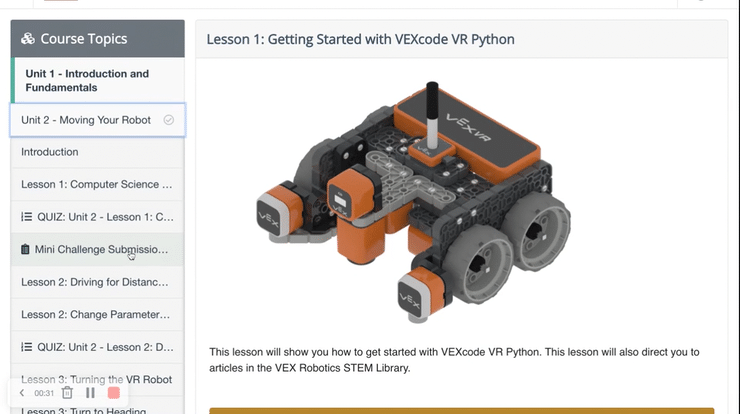 Course Topics
Unit 1 - Introduction and
Fundamentals
Unit 2 - Moving Your Robot
Introduction
Lesson 1: Computer Science ...
QUIZ: Unit 2 - Lesson 1: C...
Mini Challenge Submissio...
Lesson 2: Driving for Distanc...
Lesson 2: Change Parameter...
QUIZ: Unit 2 - Lesson 2: D...
Lesson 3: Turning the VR Robot
00:31
Lesson 3: Turn to Heading
Lesson 1: Getting Started with VEXcode VR Python
VEX VR
VEX
VEX
VEX
This lesson will show you how to get started with VEXcode VR Python. This lesson will also direct you to
articles in the VEX Robotics STEM Library.